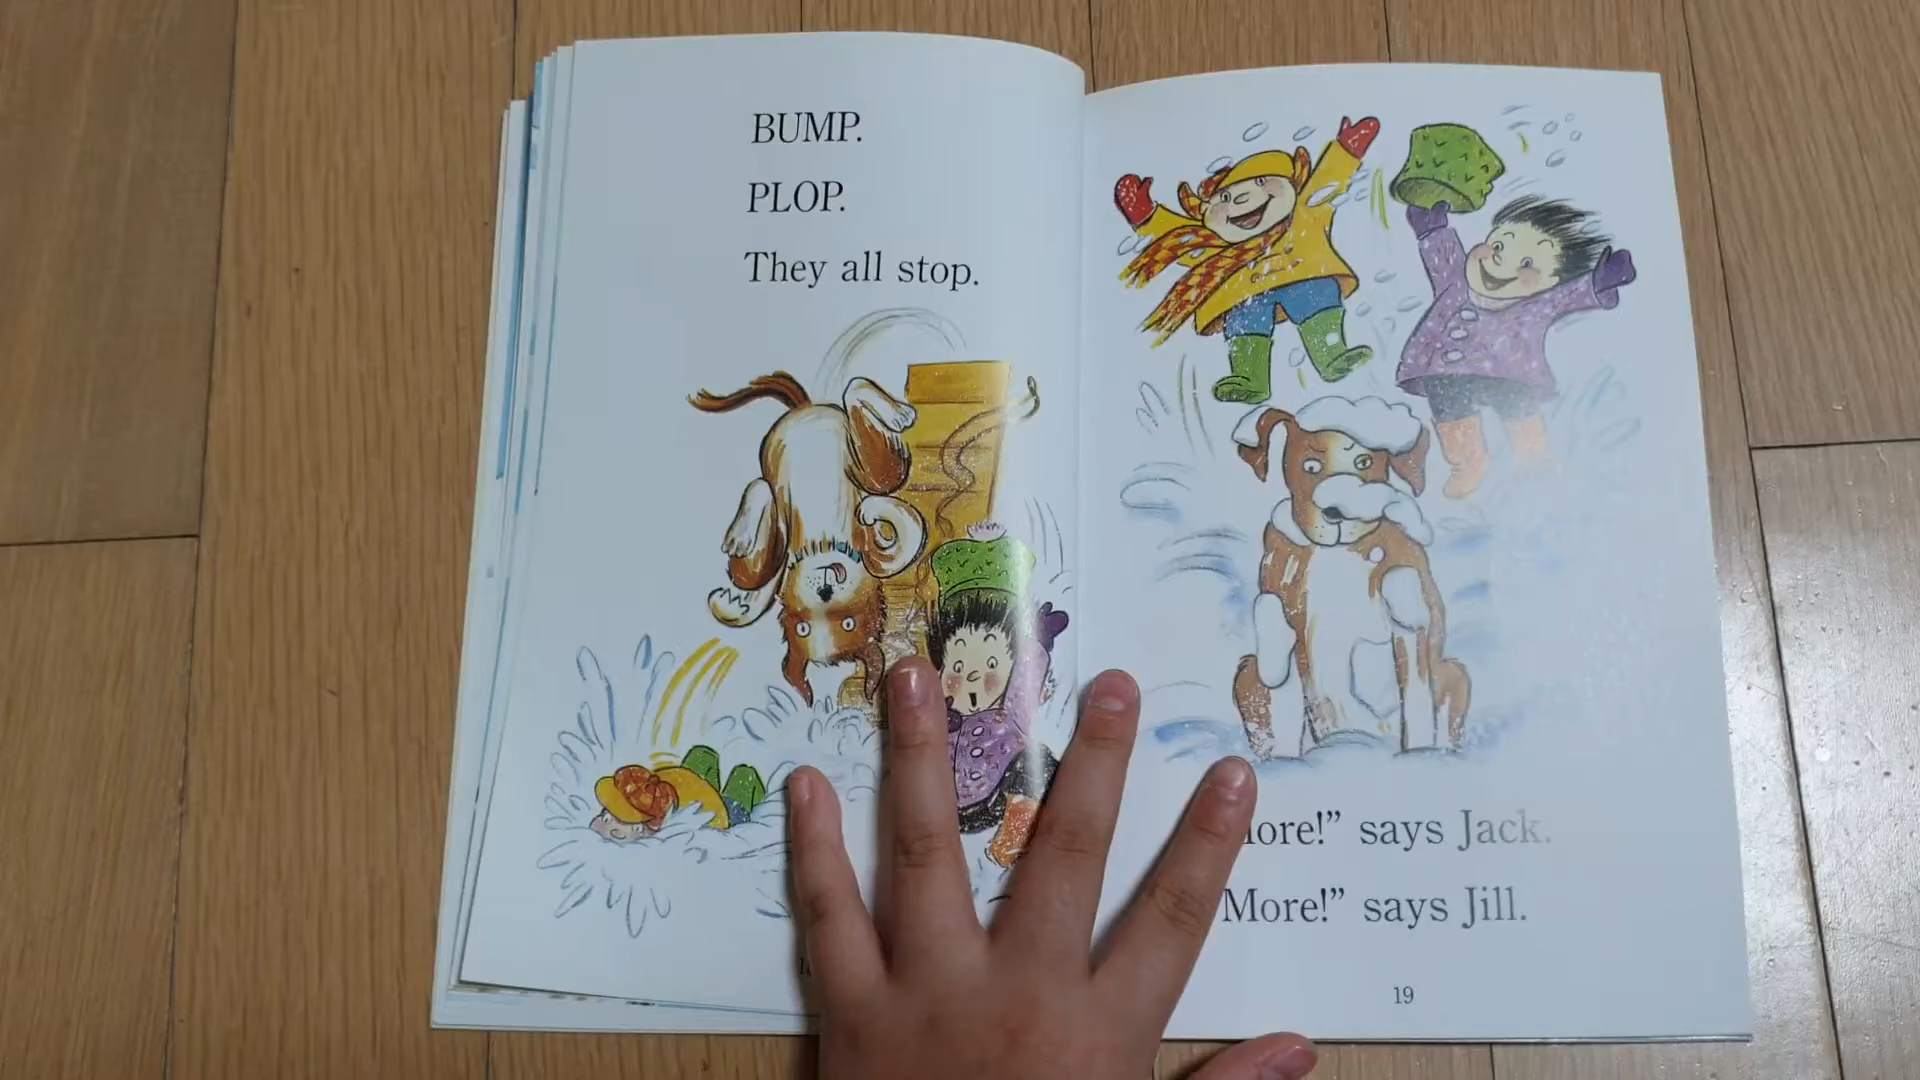 BUMP.
PLOP.
They all stop.
ore!” says Jack.
More!” says Jill.
19